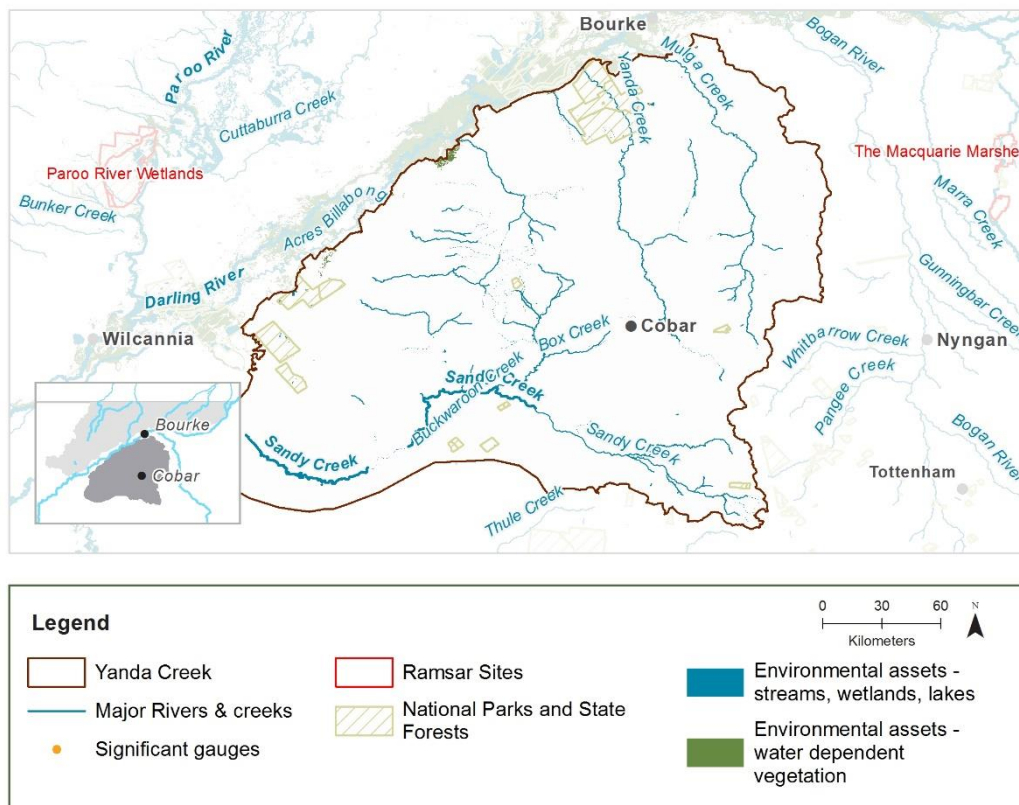 Bourke
Bogan River
Paroo River
Mulga Creek
Yanda Creek
Cuttaburra Creek
The Macquarie Marshe
Paroo River Wetlands
Bunker Creek
Marra Creek
Acres Billabong
Gunningbar Creek
Darling River
Wilcannia
Cobar
Box Creek
Whitbarrow Creek
Nyngan
Pangee Creek
Sandy Creek
Buckwaroon Creek
Bourke
Cobar
Sandy Creek
Sandy Creek
Bogan River
Tottenham
Thule Creek
Legend
0 30 60
Kilometers
N
Yanda Creek
Major Rivers & creeks
Significant gauges
Ramsar Sites
National Parks and State
Forests
Environmental assets -
streams, wetlands, lakes
Environmental assets -
water dependent
vegetation